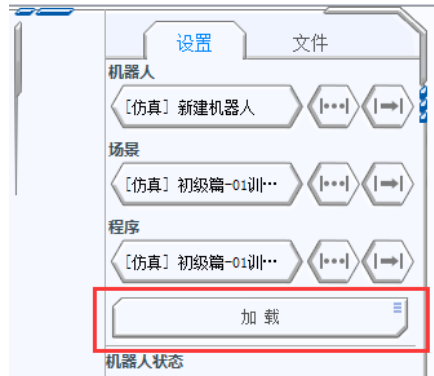 设置 文件
机器人
[仿真] 新建机器人
场景
[仿真] 初级篇-01训…
程序
[仿真] 初级篇-01训…
加 载
机器人状态